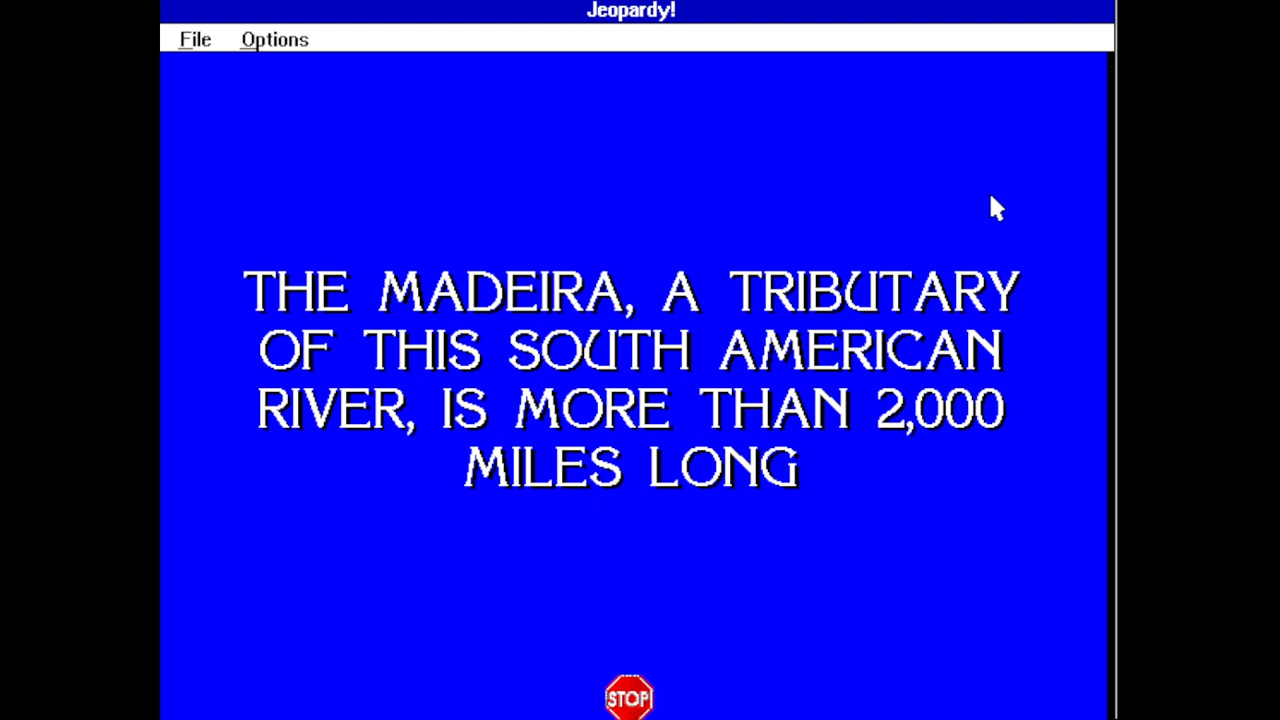 Jeopardy!
File Options
THE MADEIRA, A TRIBUTARY
OF THIS SOUTH AMERICAN
RIVER, IS MORE THAN 2,000
MILES LONG
STOP